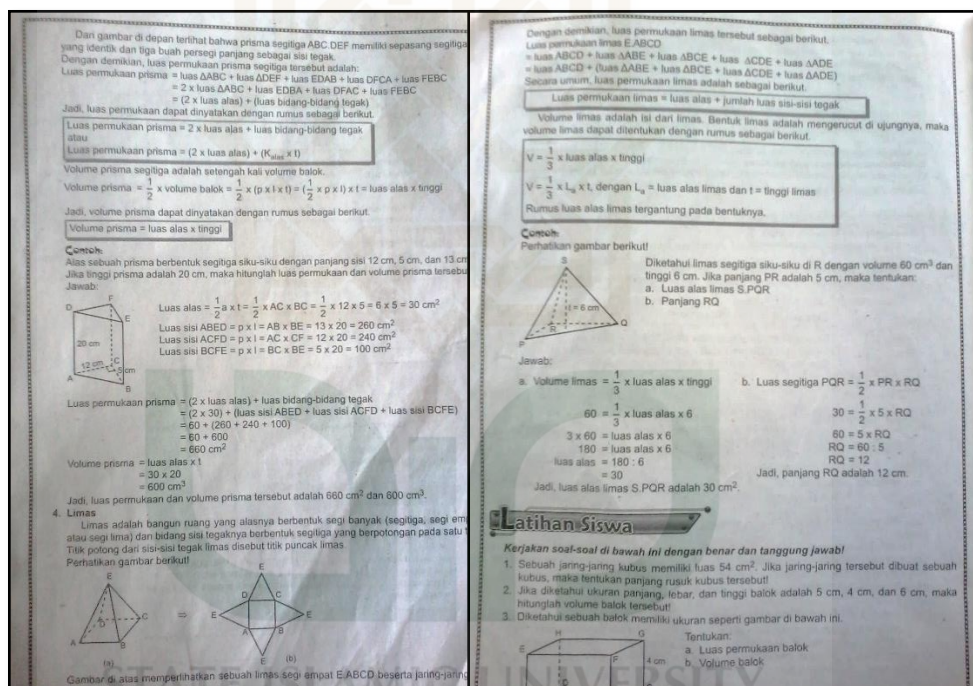 Dari gambar di depan terlihat bahwa prisma segitiga ABC.DEF memiliki sepasang segitiga
yang identik dan tiga buah persegi panjang sebagai sisi tegak.
Dengan demikian, luas permukaan prisma segitiga tersebut adalah:
Luas permukaan prisma = luas ΔABC + luas ΔDEF + luas EDAB + luas DFCA + luas FEBC
= 2 x luas ΔABC + luas EDBA + luas DFAC + luas FEBC
= (2 x luas alas) + (luas bidang-bidang tegak)
Jadi, luas permukaan dapat dinyatakan dengan rumus sebagai berikut.
Luas permukaan prisma = 2 x luas alas + luas bidang-bidang tegak
atau
Luas permukaan prisma = (2 x luas alas) + (K_alas x t)
Volume prisma segitiga adalah setengah kali volume balok.
Volume prisma = 1/2 x volume balok = 1/2 x (p x l x t) = (1/2 x p x l) x t = luas alas x tinggi
Jadi, volume prisma dapat dinyatakan dengan rumus sebagai berikut.
Volume prisma = luas alas x tinggi
Contoh:
Alas sebuah prisma berbentuk segitiga siku-siku dengan panjang sisi 12 cm, 5 cm, dan 13 cm
Jika tinggi prisma adalah 20 cm, maka hitunglah luas permukaan dan volume prisma tersebu
Jawab:
D F E
20 cm
12 cm C 5 cm
A B
Luas alas = 1/2 a x t = 1/2 x AC x BC = 1/2 x 12 x 5 = 6 x 5 = 30 cm²
Luas sisi ABED = p x l = AB x BE = 13 x 20 = 260 cm²
Luas sisi ACFD = p x l = AC x CF = 12 x 20 = 240 cm²
Luas sisi BCFE = p x l = BC x BE = 5 x 20 = 100 cm²
Luas permukaan prisma = (2 x luas alas) + luas bidang-bidang tegak
= (2 x 30) + (luas sisi ABED + luas sisi ACFD + luas sisi BCFE)
= 60 + (260 + 240 + 100)
= 60 + 600
= 660 cm²
Volume prisma = luas alas x t
= 30 x 20
= 600 cm³
Jadi, luas permukaan dan volume prisma tersebut adalah 660 cm² dan 600 cm³.
4. Limas
Limas adalah bangun ruang yang alasnya berbentuk segi banyak (segitiga, segi em
atau segi lima) dan bidang sisi tegaknya berbentuk segitiga yang berpotongan pada satu
Titik potong dari sisi-sisi tegak limas disebut titik puncak limas.
Perhatikan gambar berikut!
E
D C
A B
(a)
⇒
E
D C
E E
A B
E (b)
Gambar di atas memperlihatkan sebuah limas segi empat E.ABCD beserta jaring-jaring
Dengan demikian, luas permukaan limas tersebut sebagai berikut.
Luas permukaan limas E.ABCD
= luas ABCD + luas ΔABE + luas ΔBCE + luas ΔCDE + luas ΔADE
= luas ABCD + (luas ΔABE + luas ΔBCE + luas ΔCDE + luas ΔADE)
Secara umum, luas permukaan limas adalah sebagai berikut.
Luas permukaan limas = luas alas + jumlah luas sisi-sisi tegak
Volume limas adalah isi dari limas. Bentuk limas adalah mengerucut di ujungnya, maka
volume limas dapat ditentukan dengan rumus sebagai berikut.
V = 1/3 x luas alas x tinggi
V = 1/3 x Lₐ x t, dengan Lₐ = luas alas limas dan t = tinggi limas
Rumus luas alas limas tergantung pada bentuknya.
Contoh:
Perhatikan gambar berikut!
S
t = 6 cm
R Q
P
Diketahui limas segitiga siku-siku di R dengan volume 60 cm³ dan
tinggi 6 cm. Jika panjang PR adalah 5 cm, maka tentukan:
a. Luas alas limas S.PQR
b. Panjang RQ
Jawab:
a. Volume limas = 1/3 x luas alas x tinggi
60 = 1/3 x luas alas x 6
3 x 60 = luas alas x 6
180 = luas alas x 6
luas alas = 180 : 6
= 30
Jadi, luas alas limas S.PQR adalah 30 cm².
b. Luas segitiga PQR = 1/2 x PR x RQ
30 = 1/2 x 5 x RQ
60 = 5 x RQ
RQ = 60 : 5
RQ = 12
Jadi, panjang RQ adalah 12 cm.
Latihan Siswa
Kerjakan soal-soal di bawah ini dengan benar dan tanggung jawab!
1. Sebuah jaring-jaring kubus memiliki luas 54 cm². Jika jaring-jaring tersebut dibuat sebuah
kubus, maka tentukan panjang rusuk kubus tersebut!
2. Jika diketahui ukuran panjang, lebar, dan tinggi balok adalah 5 cm, 4 cm, dan 6 cm, maka
hitunglah volume balok tersebut!
3. Diketahui sebuah balok memiliki ukuran seperti gambar di bawah ini.
H G
E F
4 cm
D
Tentukan:
a. Luas permukaan balok
b. Volume balok
STATE ISLAMIC UNIVERSITY